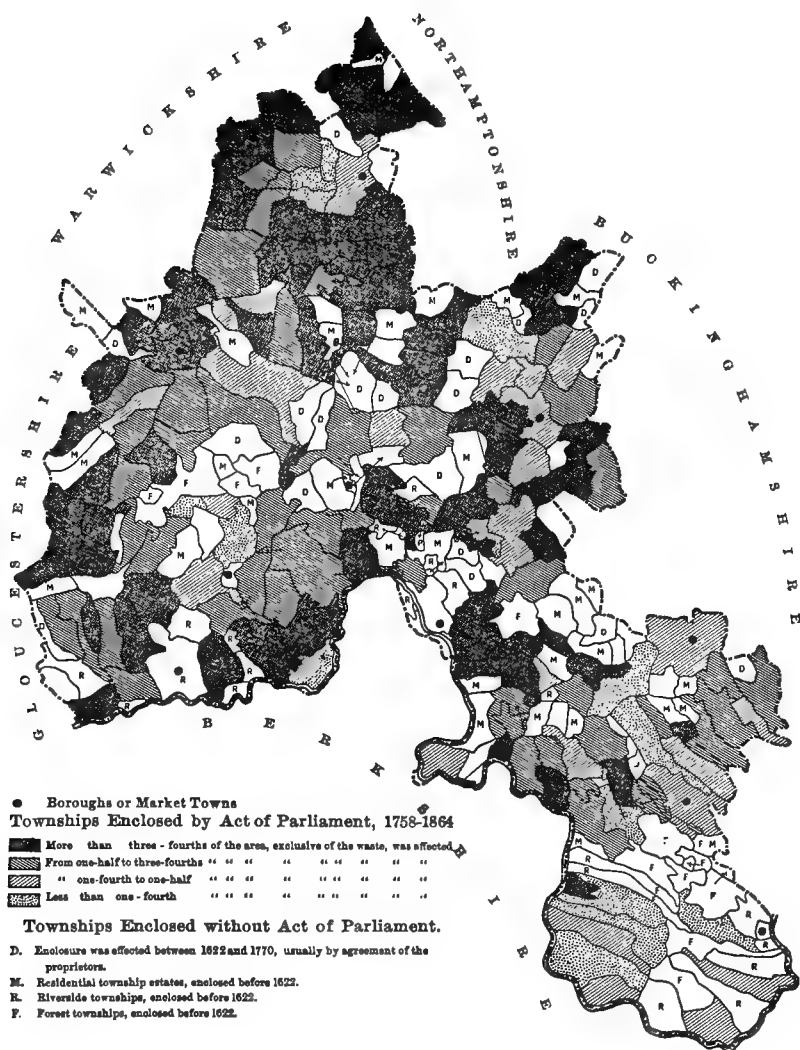 WARWICKSHIRE
NORTHAMPTONSHIRE
BUCKINGHAMSHIRE
GLOUCESTERSHIRE
BERKSHIRE
● Boroughs or Market Towns
Townships Enclosed by Act of Parliament, 1758-1864
More than three-fourths of the area, exclusive of the waste, was affected
From one-half to three-fourths “ “ “ “ “ “ “ “ “ “
“ one-fourth to one-half “ “ “ “ “ “ “ “ “ “
Less than one-fourth “ “ “ “ “ “ “ “ “ “
Townships Enclosed without Act of Parliament.
D. Enclosure was effected between 1622 and 1770, usually by agreement of the
proprietors.
M. Residential township estates, enclosed before 1622.
R. Riverside townships, enclosed before 1622.
F. Forest townships, enclosed before 1622.